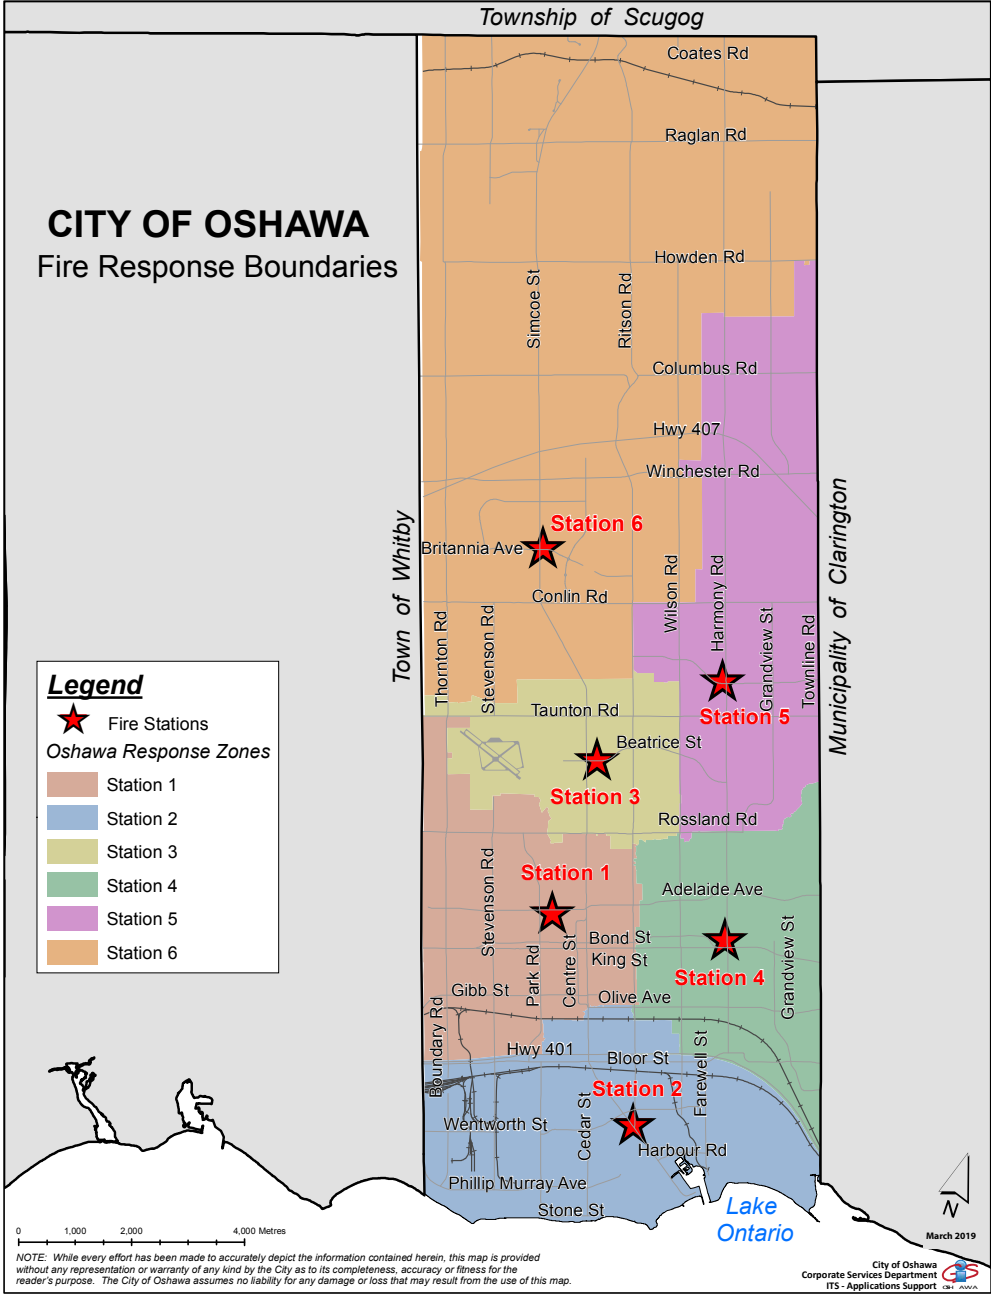 Township of Scugog
Coates Rd
Raglan Rd
CITY OF OSHAWA
Fire Response Boundaries
Howden Rd
Simcoe St
Ritson Rd
Columbus Rd
Hwy 407
Winchester Rd
Town of Whitby
Municipality of Clarington
Station 6
Britannia Ave
Conlin Rd
Wilson Rd
Harmony Rd
Grandview St
Townline Rd
Thornton Rd
Stevenson Rd
Station 5
Taunton Rd
Beatrice St
Station 3
Rossland Rd
Legend
Fire Stations
Oshawa Response Zones
Station 1
Station 2
Station 3
Station 4
Station 5
Station 6
Station 1
Stevenson Rd
Adelaide Ave
Park Rd
Centre St
Bond St
King St
Station 4
Grandview St
Gibb St
Olive Ave
Boundary Rd
Hwy 401
Bloor St
Farewell St
Station 2
Wentworth St
Cedar St
Harbour Rd
Phillip Murray Ave
Stone St
Lake
Ontario
N
March 2019
0 1,000 2,000 4,000 Metres
NOTE: While every effort has been made to accurately depict the information contained herein, this map is provided
without any representation or warranty of any kind by the City as to its completeness, accuracy or fitness for the
reader's purpose. The City of Oshawa assumes no liability for any damage or loss that may result from the use of this map.
City of Oshawa
Corporate Services Department
ITS - Applications Support
OSHAWA